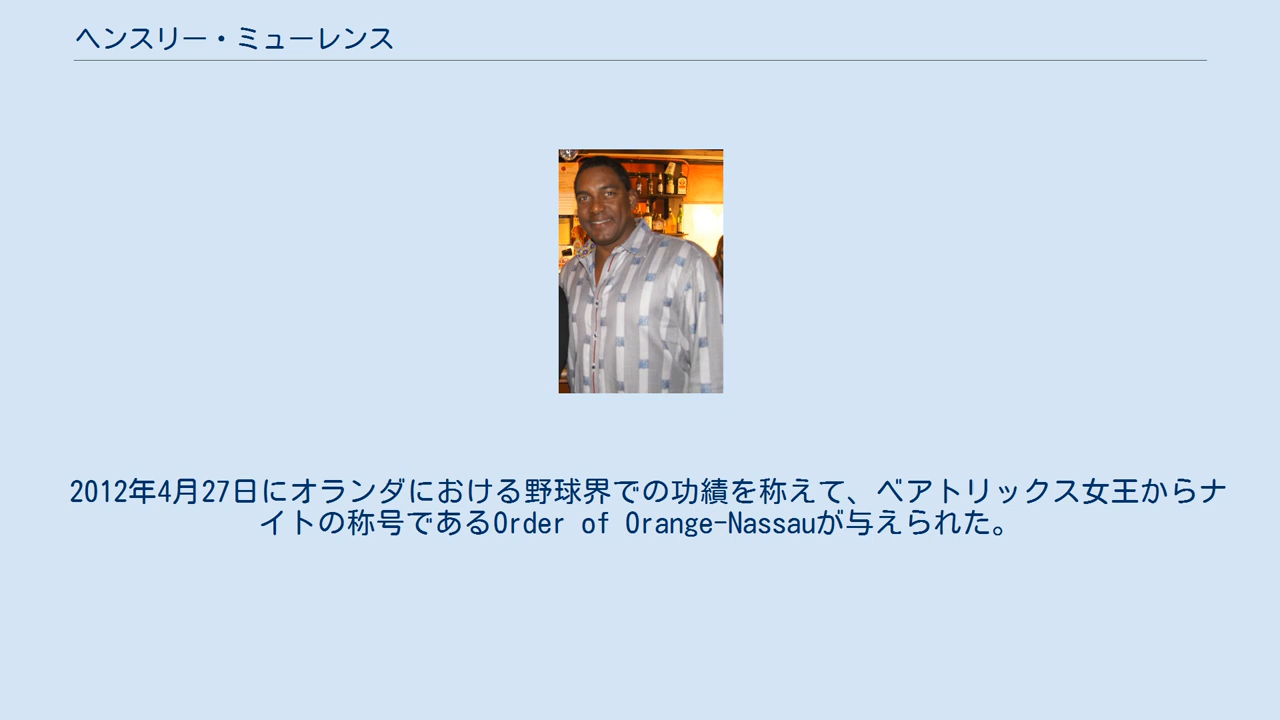 ヘンスリー・ミューレンス
2012年4月27日にオランダにおける野球界での功績を称えて、ベアトリックス女王からナ
イトの称号であるOrder of Orange-Nassauが与えられた。